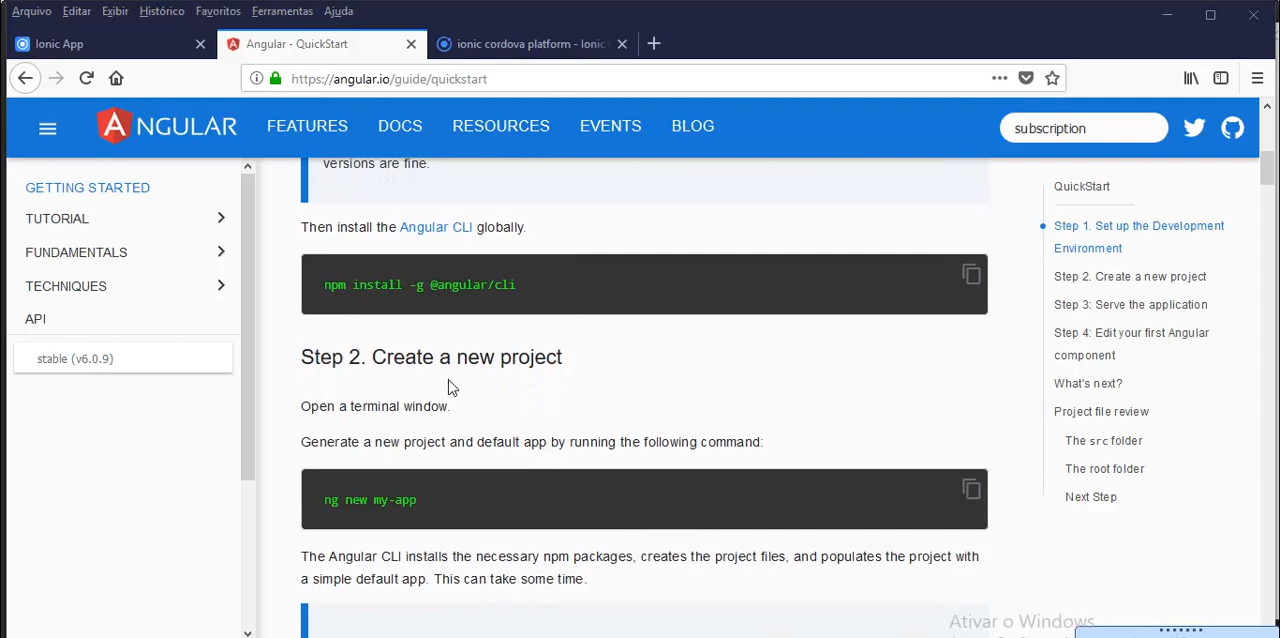 Arquivo Editar Exibir Histórico Favoritos Ferramentas Ajuda
Ionic App
Angular - QuickStart
ionic cordova platform - Ionic
https://angular.io/guide/quickstart
ANGULAR
FEATURES
DOCS
RESOURCES
EVENTS
BLOG
subscription
GETTING STARTED
TUTORIAL
FUNDAMENTALS
TECHNIQUES
API
stable (v6.0.9)
versions are fine.
Then install the Angular CLI globally.
npm install -g @angular/cli
Step 2. Create a new project
Open a terminal window.
Generate a new project and default app by running the following command:
ng new my-app
The Angular CLI installs the necessary npm packages, creates the project files, and populates the project with
a simple default app. This can take some time.
QuickStart
Step 1. Set up the Development
Environment
Step 2. Create a new project
Step 3: Serve the application
Step 4: Edit your first Angular
component
What's next?
Project file review
The src folder
The root folder
Next Step
Ativar o Windows